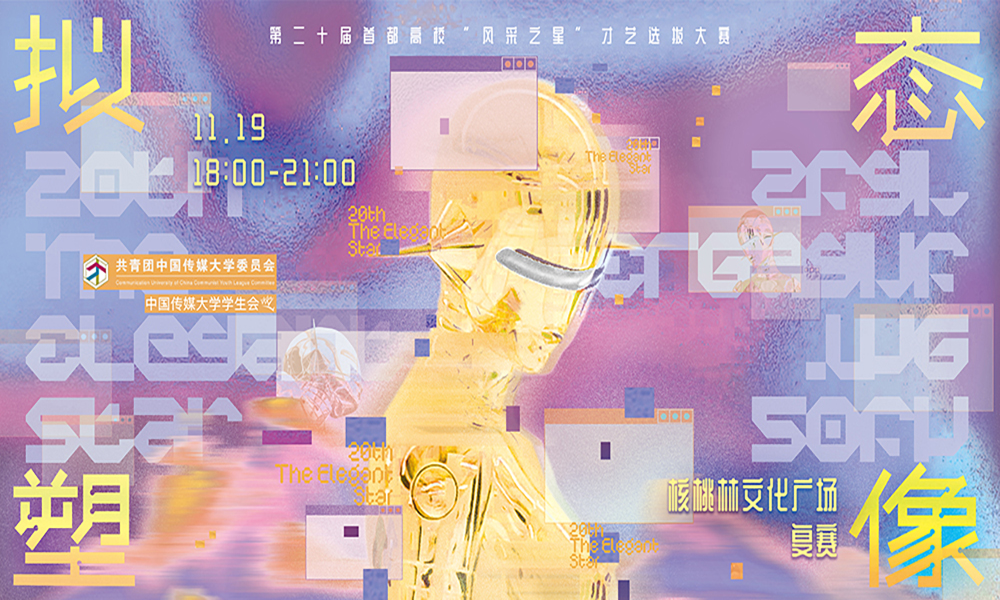 第二十届首都高校“风采之星”才艺选拔大赛
拟态
11.19
18:00-21:00
The Elegant
Star
20th
The Elegant
Star
20th
The
elegant
star
共青团中国传媒大学委员会
Communication University of China Communist Youth League Committee
中国传媒大学学生会
20th
The Elegant
Star
核桃林文化广场
复赛
20th
The Elegant
Star
塑像